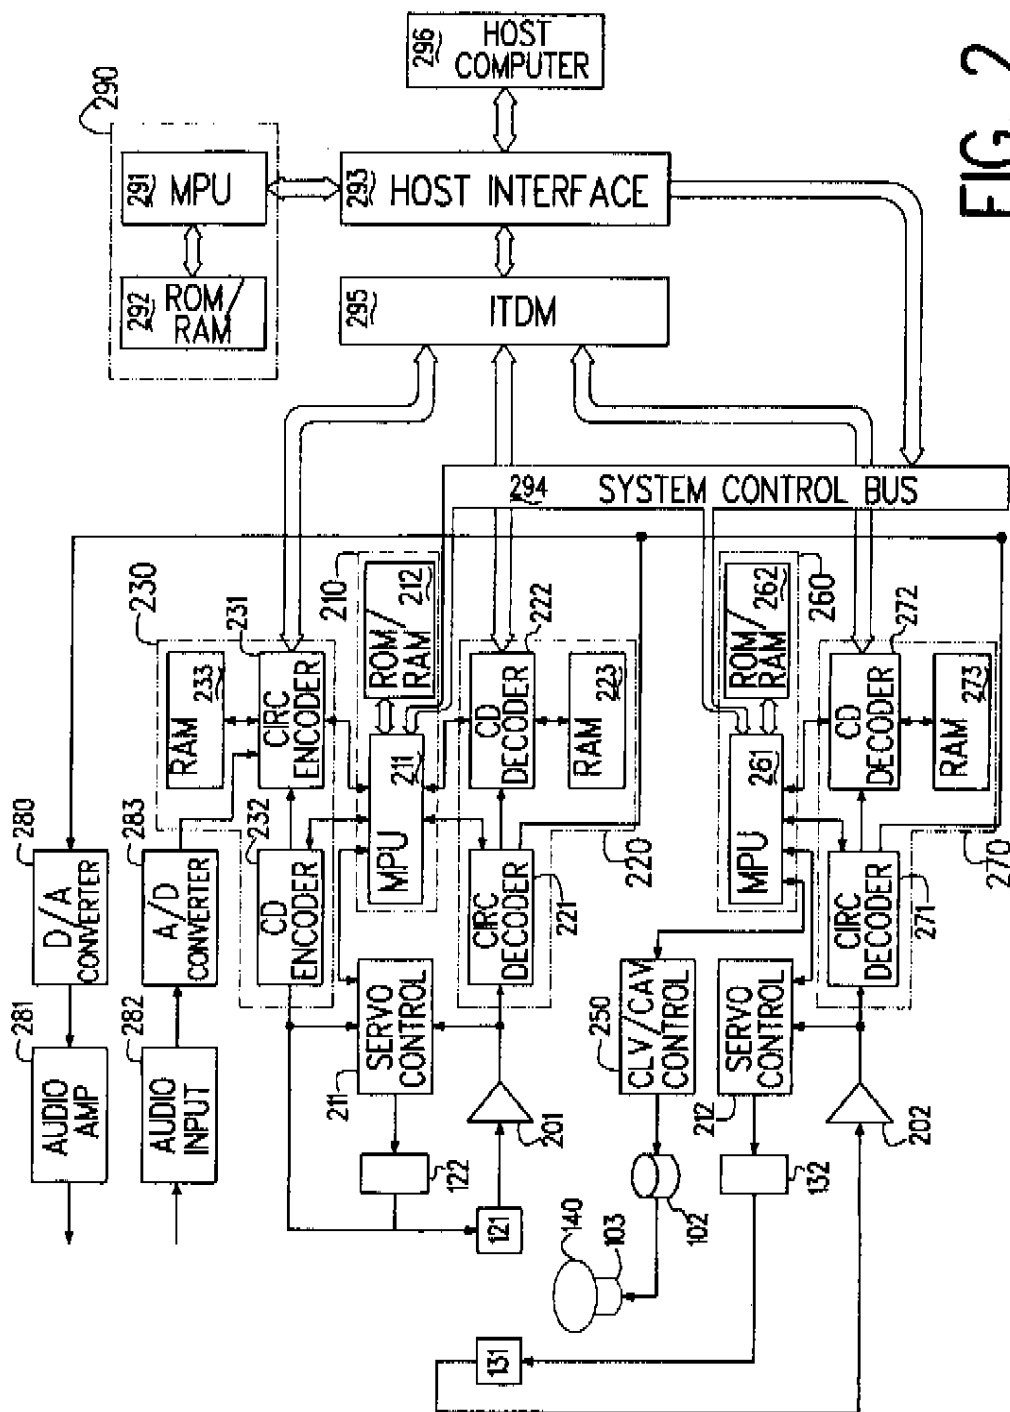 FIG. 2
290
291
MPU
292
ROM/
RAM
296
HOST
COMPUTER
293
HOST INTERFACE
295
ITDM
294
SYSTEM CONTROL BUS
230
233
RAM
231
CIRC
ENCODER
232
CD
ENCODER
210
212
ROM/
RAM
211
MPU
222
CD
DECODER
223
RAM
221
CIRC
DECODER
220
260
262
ROM/
RAM
261
MPU
272
CD
DECODER
273
RAM
271
CIRC
DECODER
270
280
D/A
CONVERTER
283
A/D
CONVERTER
281
AUDIO
AMP
282
AUDIO
INPUT
211
SERVO
CONTROL
250
CLV/CAV
CONTROL
212
SERVO
CONTROL
122
201
121
102
132
202
140
103
131